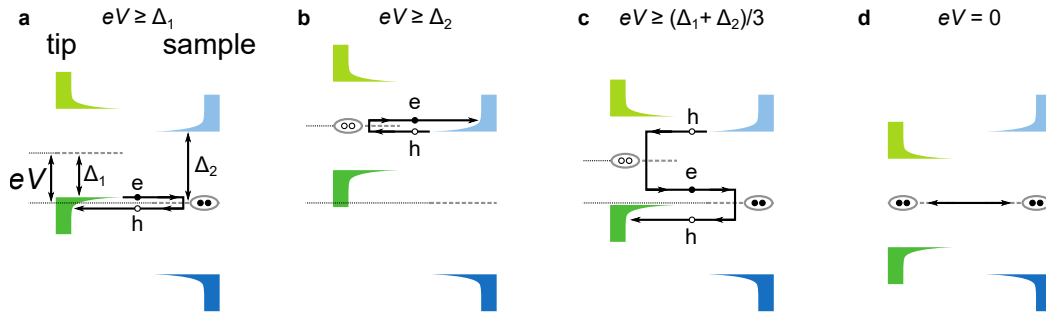 a eV ≥ Δ1
tip sample
eV Δ1 Δ2
e
h
b eV ≥ Δ2
e
h
c eV ≥ (Δ1 + Δ2)/3
h
e
h
d eV = 0